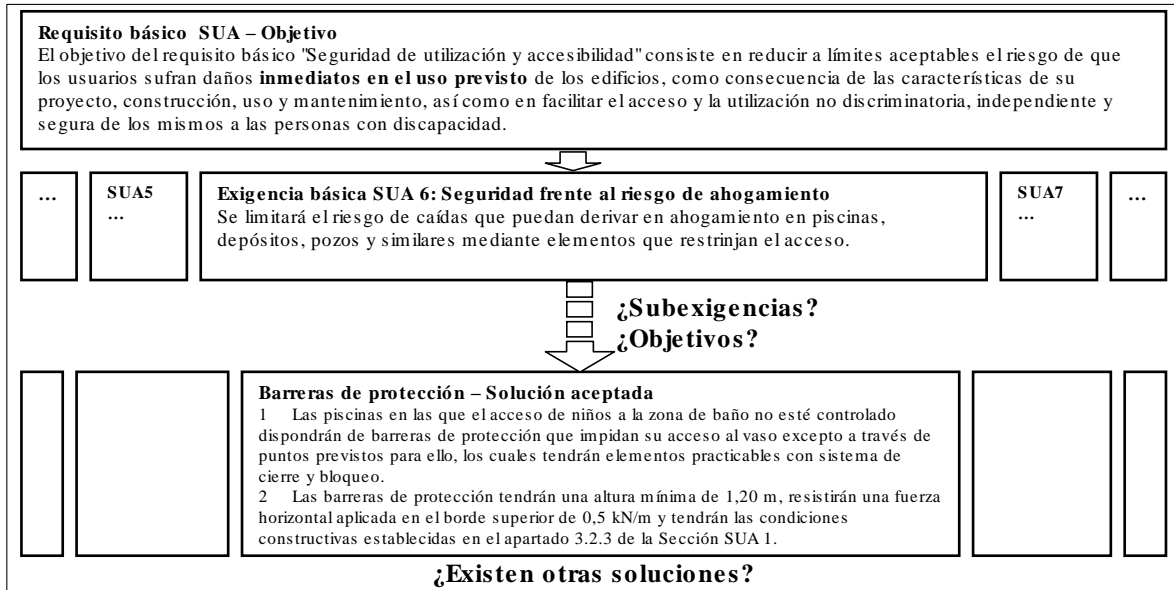 Requisito básico SUA – Objetivo
El objetivo del requisito básico "Seguridad de utilización y accesibilidad" consiste en reducir a límites aceptables el riesgo de que
los usuarios sufran daños inmediatos en el uso previsto de los edificios, como consecuencia de las características de su
proyecto, construcción, uso y mantenimiento, así como en facilitar el acceso y la utilización no discriminatoria, independiente y
segura de los mismos a las personas con discapacidad.
...
SUA5
...
Exigencia básica SUA 6: Seguridad frente al riesgo de ahogamiento
Se limitará el riesgo de caídas que puedan derivar en ahogamiento en piscinas,
depósitos, pozos y similares mediante elementos que restrinjan el acceso.
SUA7
...
...
¿Subexigencias?
¿Objetivos?
Barreras de protección – Solución aceptada
1 Las piscinas en las que el acceso de niños a la zona de baño no esté controlado
dispondrán de barreras de protección que impidan su acceso al vaso excepto a través de
puntos previstos para ello, los cuales tendrán elementos practicables con sistema de
cierre y bloqueo.
2 Las barreras de protección tendrán una altura mínima de 1,20 m, resistirán una fuerza
horizontal aplicada en el borde superior de 0,5 kN/m y tendrán las condiciones
constructivas establecidas en el apartado 3.2.3 de la Sección SUA 1.
¿Existen otras soluciones?